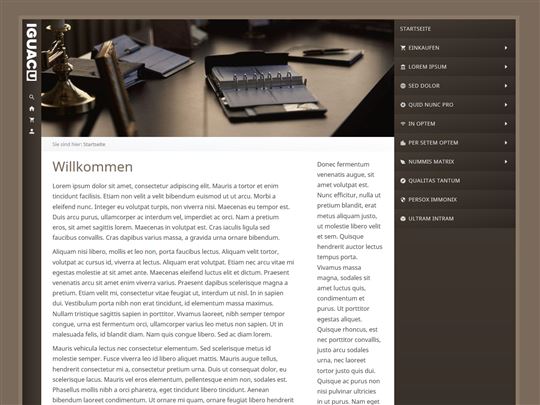 IGUACU
STARTSEITE
EINKAUFEN
LOREM IPSUM
SED DOLOR
QUID NUNC PRO
IN OPTEM
PER SETEM OPTEM
NUMMIS MATRIX
QUALITAS TANTUM
PERSOX IMMONIX
ULTRAM INTRAM
Sie sind hier: Startseite
Willkommen
Lorem ipsum dolor sit amet, consectetur adipiscing elit. Mauris a tortor et enim
tincidunt facilisis. Etiam non velit a velit bibendum euismod ut ut arcu. Morbi a
eleifend nunc. Integer eu volutpat turpis, non viverra nisi. Maecenas eu tempor est.
Duis arcu purus, ullamcorper ac interdum vel, imperdiet ac orci. Nam a pretium
eros, sit amet sagittis lorem. Maecenas in volutpat est. Cras iaculis ligula sed
faucibus convallis. Cras dapibus varius massa, a gravida urna ornare bibendum.
Aliquam nisi libero, mollis et leo non, porta faucibus lectus. Aliquam velit tortor,
volutpat ac cursus id, viverra at lectus. Aliquam erat volutpat. Etiam nec arcu vitae mi
egestas molestie at sit amet ante. Maecenas eleifend luctus elit et dictum. Praesent
venenatis arcu sit amet enim viverra varius. Praesent dapibus scelerisque magna a
pretium. Etiam velit mi, consectetur vitae feugiat ut, interdum ut nisl. In in sapien
dui. Vestibulum porta nibh non erat tincidunt, id elementum massa maximus.
Nullam tristique sagittis sapien in porttitor. Vivamus laoreet, nibh semper tempor
congue, urna est fermentum orci, ullamcorper varius leo metus non sapien. Ut in
malesuada felis, id blandit diam. Nam quis congue libero. Sed ac diam lorem.
Mauris vehicula lectus nec consectetur elementum. Sed scelerisque metus id
molestie semper. Fusce viverra leo id libero aliquet mattis. Mauris augue tellus,
hendrerit consectetur mi a, consectetur pretium urna. Duis ut consequat dolor, eu
scelerisque lacus. Mauris vel eros elementum, pellentesque enim non, sodales est.
Phasellus mollis nibh a orci pharetra, eget tincidunt libero tincidunt. Aenean
bibendum laoreet condimentum. Ut ornare mi quam, ornare feugiat libero hendrerit
Donec fermentum
venenatis augue, sit
amet volutpat est.
Nunc efficitur, nulla ut
pretium blandit, erat
metus aliquam justo,
ut molestie libero velit
et sem. Quisque
hendrerit auctor lectus
tempus porta.
Vivamus massa
magna, sodales sit
amet luctus quis,
condimentum et
purus. Ut porttitor
egestas aliquet.
Quisque rhoncus, est
nec porttitor convallis,
justo arcu sodales
urna, nec laoreet
tortor justo quis dui.
Quisque ac purus non
nisi pulvinar ultricies
in ut purus. Nam eget